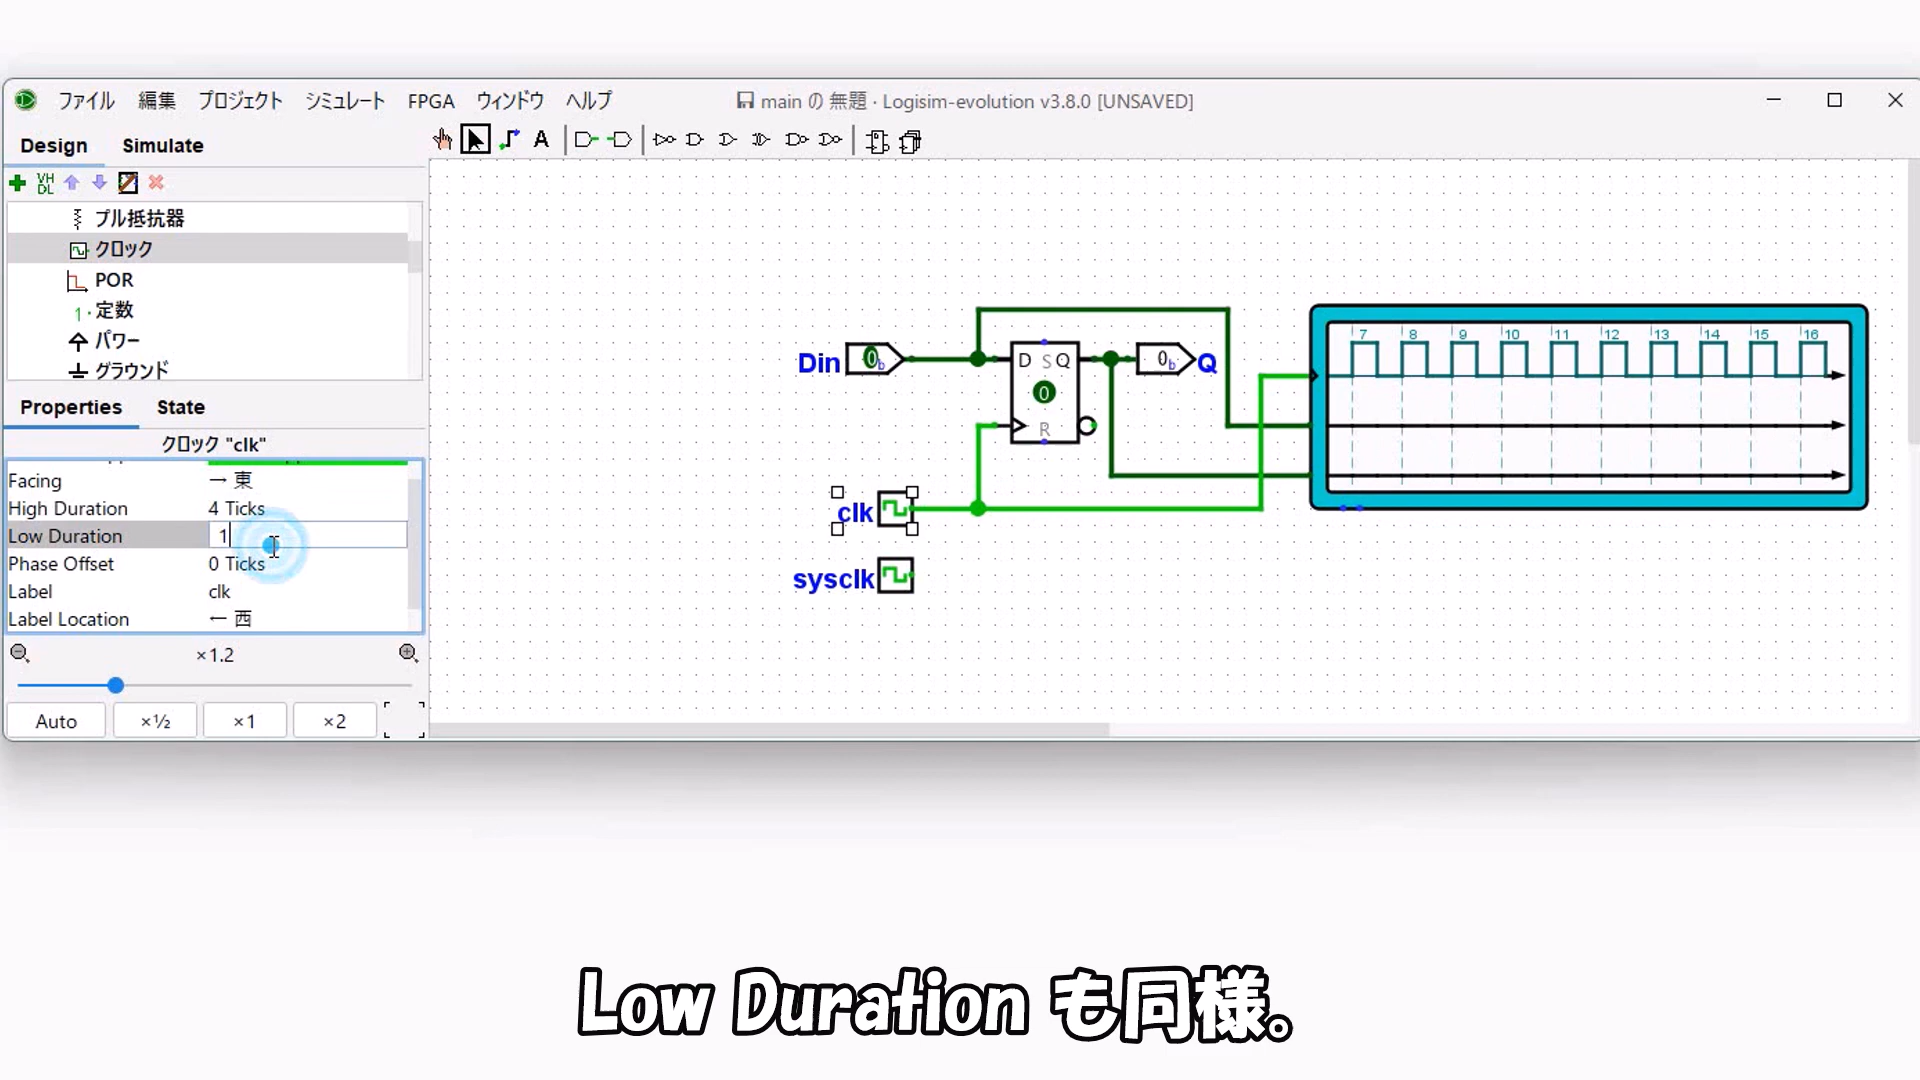 ファイル 編集 プロジェクト シミュレート FPGA ウィンドウ ヘルプ
main の 無題 · Logisim-evolution v3.8.0 [UNSAVED]
Design Simulate
A
VH
DL
プル抵抗器
クロック
POR
1 定数
パワー
グラウンド
Properties State
クロック "clk"
Facing → 東
High Duration 4 Ticks
Low Duration 1
Phase Offset 0 Ticks
Label clk
Label Location ← 西
×1.2
Auto ×½ ×1 ×2
Din 0b
D S Q
0
R
0b Q
clk
sysclk
7 8 9 10 11 12 13 14 15 16
Low Duration も同様。